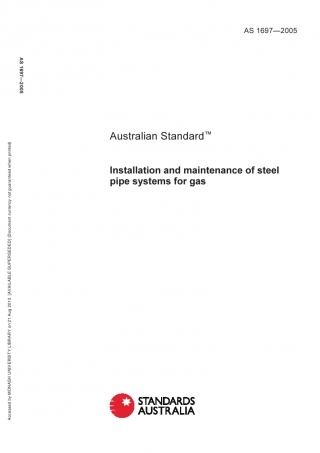 AS 1697—2005
AS 1697—2005
Australian Standard™
Installation and maintenance of steel
pipe systems for gas
Accessed by MONASH UNIVERSITY LIBRARY on 21 Aug 2013 [AVAILABLE SUPERSEDED] (Document currency not guaranteed when printed)
STANDARDS
AUSTRALIA